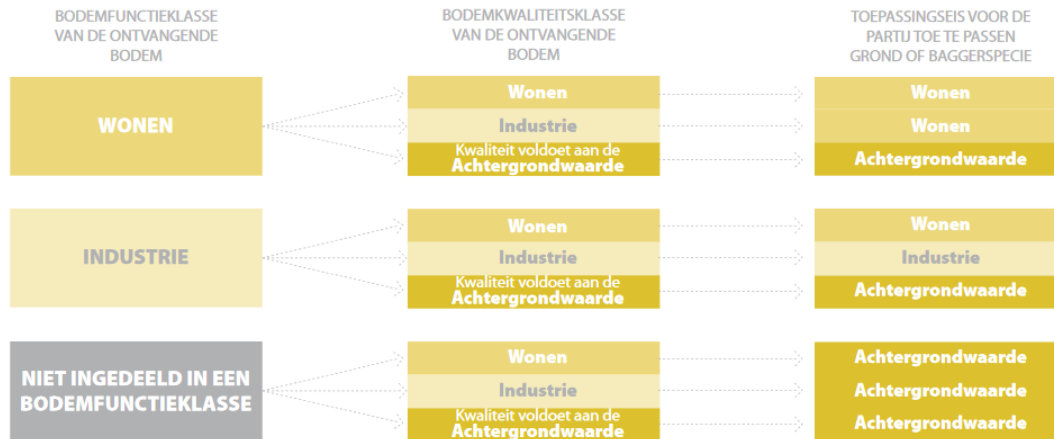 BODEMFUNCTIEKLASSE
VAN DE ONTVANGENDE
BODEM
BODEMKWALITEITSKLASSE
VAN DE ONTVANGENDE
BODEM
TOEPASSINGSEIS VOOR DE
PARTIJ TOE TE PASSEN
GROND OF BAGGERSPECIE
WONEN
Wonen
Industrie
Kwaliteit voldoet aan de
Achtergrondwaarde
Wonen
Wonen
Achtergrondwaarde
INDUSTRIE
Wonen
Industrie
Kwaliteit voldoet aan de
Achtergrondwaarde
Wonen
Industrie
Achtergrondwaarde
NIET INGEDEELD IN EEN
BODEMFUNCTIEKLASSE
Wonen
Industrie
Kwaliteit voldoet aan de
Achtergrondwaarde
Achtergrondwaarde
Achtergrondwaarde
Achtergrondwaarde